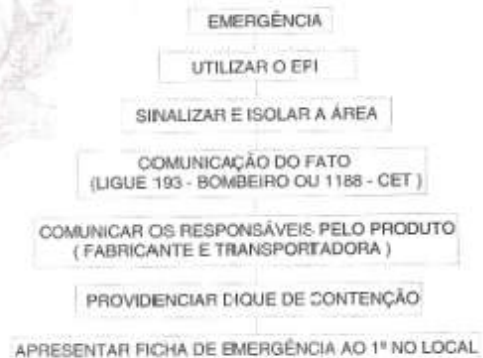 EMERGÊNCIA
UTILIZAR O EPI
SINALIZAR E ISOLAR A ÁREA
COMUNICAÇÃO DO FATO
(LIGUE 193 - BOMBEIRO OU 1188 - CET )
COMUNICAR OS RESPONSÁVEIS PELO PRODUTO
( FABRICANTE E TRANSPORTADORA )
PROVIDENCIAR DIQUE DE CONTENÇÃO
APRESENTAR FICHA DE EMERGÊNCIA AO 1º NO LOCAL